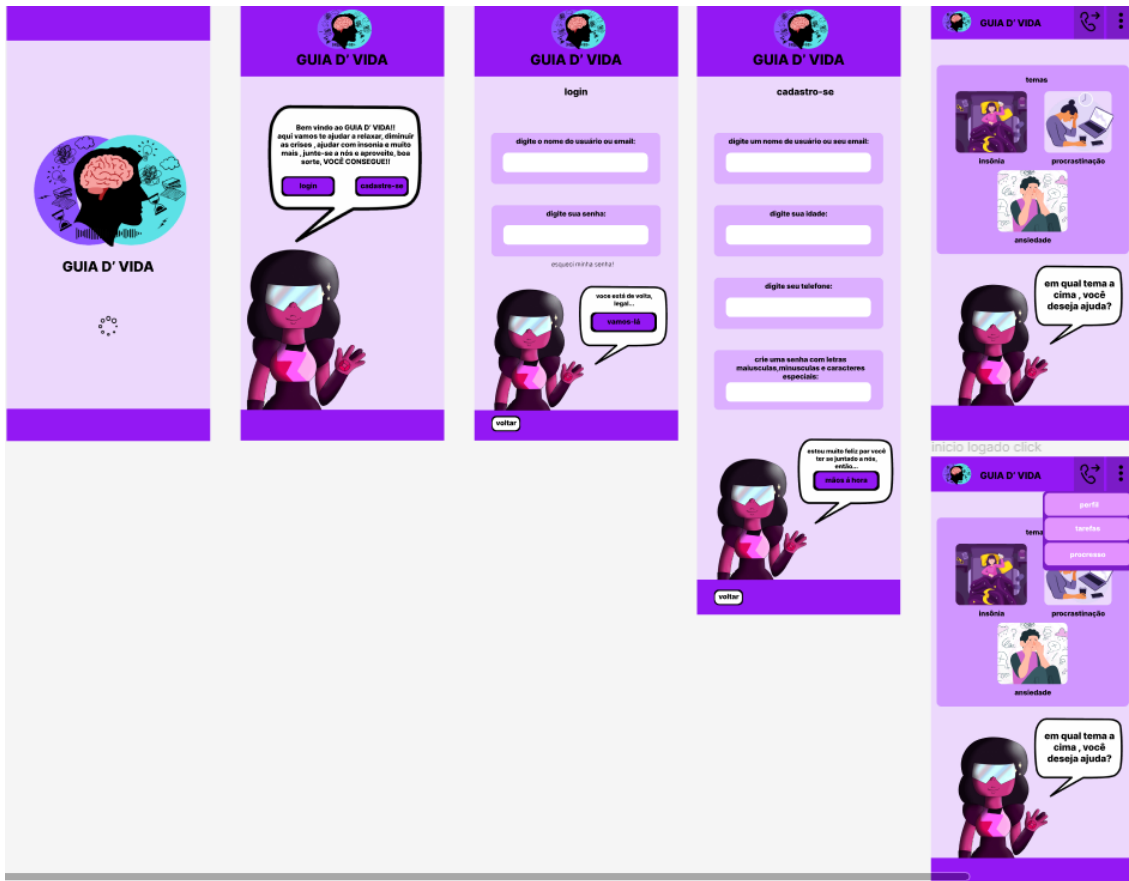 GUIA D' VIDA
GUIA D' VIDA
Bem vindo ao GUIA D' VIDA!!
aqui vamos te ajudar a relaxar, diminuir
as crises , ajudar com insonia e muito
mais , junte-se a nós e aproveite, boa
sorte, VOCÊ CONSEGUE!!
login
cadastro-se
GUIA D' VIDA
login
digite o nome do usuário ou email:
digite sua senha:
esqueci minha senha!
voce está de volta,
legal...
vamos-lá
voltar
GUIA D' VIDA
cadastro-se
digite um nome de usuário ou seu email:
digite sua idade:
digite seu telefone:
crie uma senha com letras
maiusculas,minusculas e caracteres
especiais:
estou muito feliz por você
ter se juntado a nós,
então...
mãos á hora
voltar
GUIA D' VIDA
temas
insônia
procrastinação
ansiedade
em qual tema a
cima , você
deseja ajuda?
inicio logado click
GUIA D' VIDA
perfil
tarefas
procresso
tema
insônia
procrastinação
ansiedade
em qual tema a
cima , você
deseja ajuda?